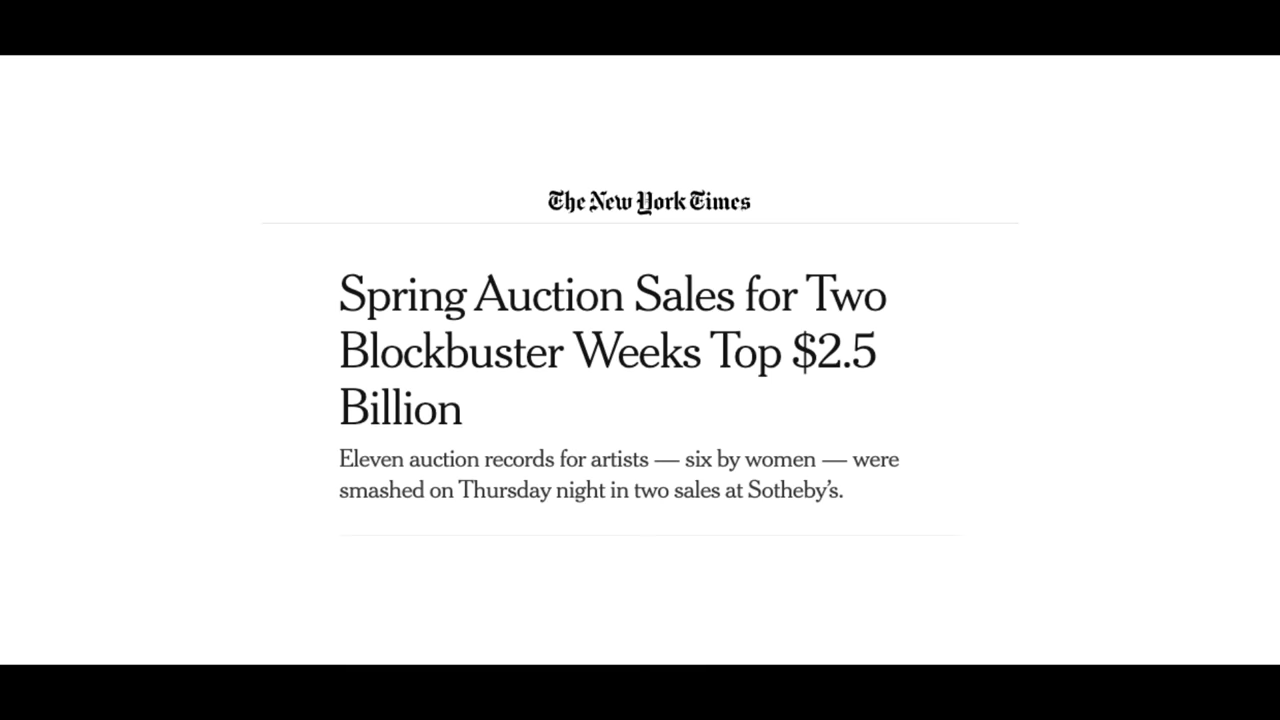 The New York Times
Spring Auction Sales for Two
Blockbuster Weeks Top $2.5
Billion
Eleven auction records for artists — six by women — were
smashed on Thursday night in two sales at Sotheby’s.